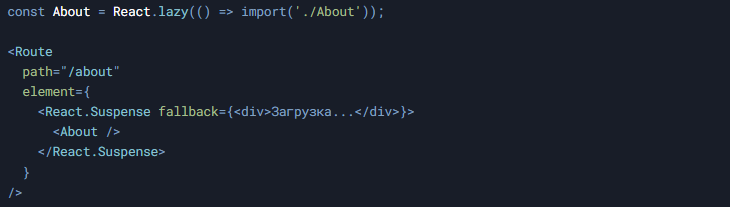 const About = React.lazy(() => import('./About'));
<Route
path="/about"
element={
<React.Suspense fallback={<div>Загрузка...</div>}>
<About />
</React.Suspense>
}
/>